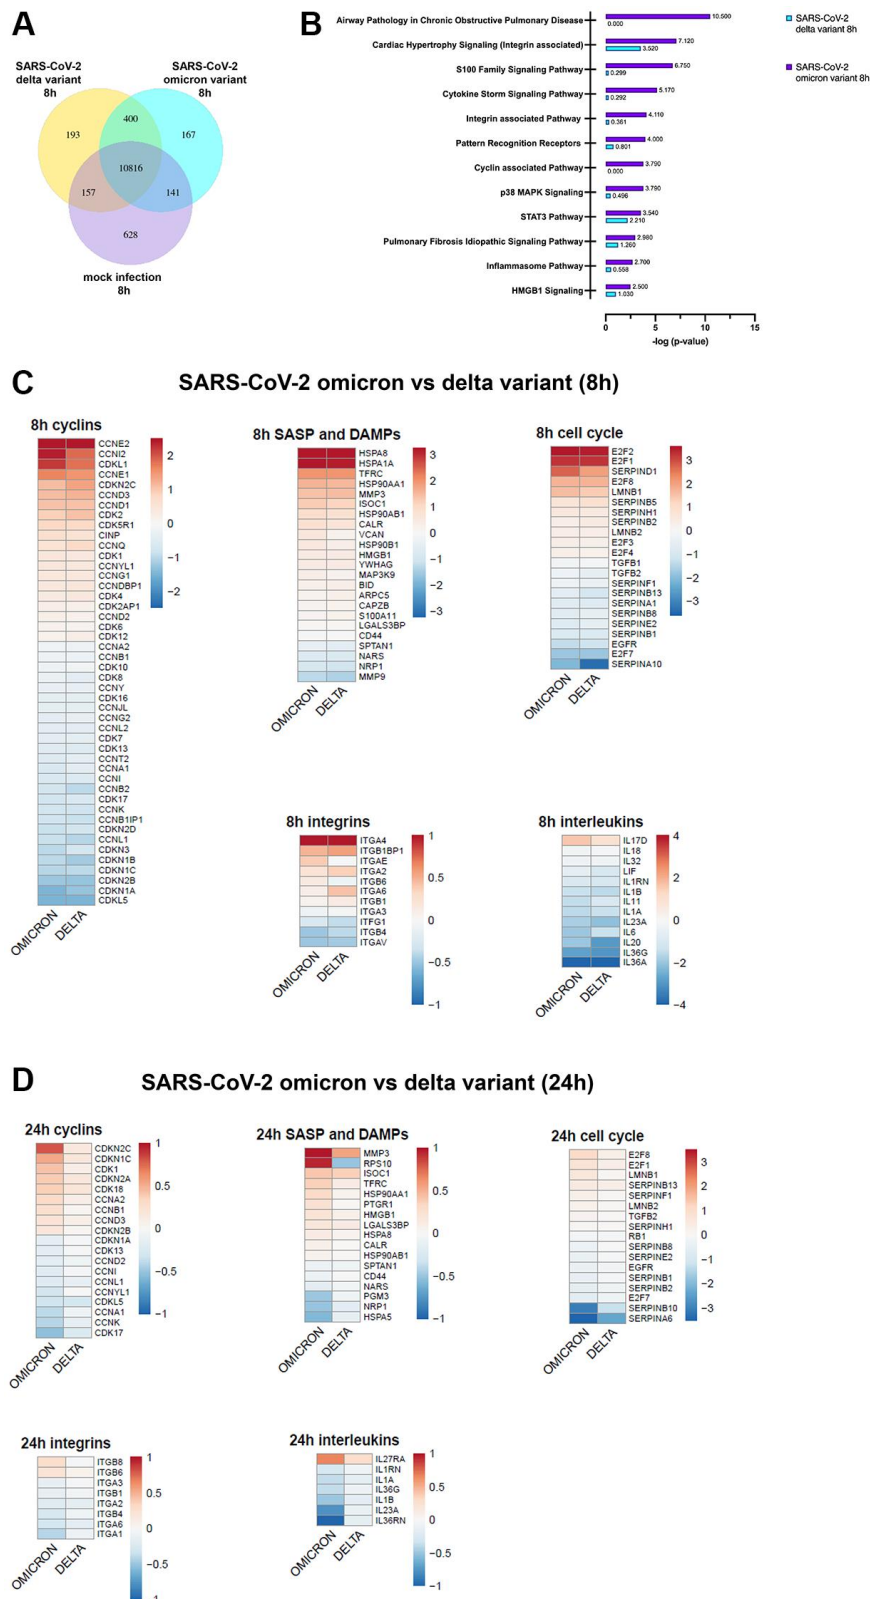 A
SARS-CoV-2
delta variant
8h
SARS-CoV-2
omicron variant
8h
193
400
167
10816
157
141
628
mock infection
8h
B
Airway Pathology in Chronic Obstructive Pulmonary Disease
10.500
0.000
Cardiac Hypertrophy Signaling (Integrin associated)
7.120
3.520
S100 Family Signaling Pathway
6.750
0.299
Cytokine Storm Signaling Pathway
5.170
0.292
Integrin associated Pathway
4.110
0.361
Pattern Recognition Receptors
4.000
0.801
Cyclin associated Pathway
3.790
0.000
p38 MAPK Signaling
3.790
0.496
STAT3 Pathway
3.540
2.210
Pulmonary Fibrosis Idiopathic Signaling Pathway
2.980
1.260
Inflammasome Pathway
2.700
0.558
HMGB1 Signaling
2.500
1.030
0 5 10 15
-log (p-value)
SARS-CoV-2
delta variant 8h
SARS-CoV-2
omicron variant 8h
C
SARS-CoV-2 omicron vs delta variant (8h)
8h cyclins
CCNE2
CCNI2
CDKL1
CCNE1
CDKN2C
CCND3
CCND1
CDK2
CDK5R1
CINP
CCNQ
CDK1
CCNYL1
CCNG1
CCNDBP1
CDK4
CDK2AP1
CCND2
CDK6
CDK12
CCNA2
CCNB1
CDK10
CDK8
CCNY
CDK16
CCNJL
CCNG2
CCNL2
CDK7
CDK13
CCNT2
CCNA1
CCNI
CCNB2
CDK17
CCNK
CCNB1IP1
CDKN2D
CCNL1
CDKN3
CDKN1B
CDKN1C
CDKN2B
CDKN1A
CDKL5
OMICRON
DELTA
2
1
0
−1
−2
8h SASP and DAMPs
HSPA8
HSPA1A
TFRC
HSP90AA1
MMP3
ISOC1
HSP90AB1
CALR
VCAN
HSP90B1
HMGB1
YWHAG
MAP3K9
BID
ARPC5
CAPZB
S100A11
LGALS3BP
CD44
SPTAN1
NARS
NRP1
MMP9
OMICRON
DELTA
3
2
1
0
−1
−2
−3
8h cell cycle
E2F2
E2F1
SERPIND1
E2F8
LMNB1
SERPINB5
SERPINH1
SERPINB2
LMNB2
E2F3
E2F4
TGFB1
TGFB2
SERPINF1
SERPINB13
SERPINA1
SERPINB8
SERPINE2
SERPINB1
EGFR
E2F7
SERPINA10
OMICRON
DELTA
3
2
1
0
−1
−2
−3
8h integrins
ITGA4
ITGB1BP1
ITGAE
ITGA2
ITGB6
ITGA6
ITGB1
ITGA3
ITFG1
ITGB4
ITGAV
OMICRON
DELTA
1
0.5
0
−0.5
−1
8h interleukins
IL17D
IL18
IL32
LIF
IL1RN
IL1B
IL11
IL1A
IL23A
IL6
IL20
IL36G
IL36A
OMICRON
DELTA
4
2
0
−2
−4
D
SARS-CoV-2 omicron vs delta variant (24h)
24h cyclins
CDKN2C
CDKN1C
CDK1
CDKN2A
CDK18
CCNA2
CCNB1
CCND3
CDKN2B
CDKN1A
CDK13
CCND2
CCNI
CCNL1
CCNYL1
CDKL5
CCNA1
CCNK
CDK17
OMICRON
DELTA
1
0.5
0
−0.5
−1
24h SASP and DAMPs
MMP3
RPS10
ISOC1
TFRC
HSP90AA1
PTGR1
HMGB1
LGALS3BP
HSPA8
CALR
HSP90AB1
SPTAN1
CD44
NARS
PGM3
NRP1
HSPA5
OMICRON
DELTA
1
0.5
0
−0.5
−1
24h cell cycle
E2F8
E2F1
LMNB1
SERPINB13
SERPINF1
LMNB2
TGFB2
SERPINH1
RB1
SERPINB8
SERPINE2
EGFR
SERPINB1
SERPINB2
E2F7
SERPINB10
SERPINA6
OMICRON
DELTA
3
2
1
0
−1
−2
−3
24h integrins
ITGB8
ITGB6
ITGA3
ITGB1
ITGA2
ITGB4
ITGA6
ITGA1
OMICRON
DELTA
1
0.5
0
−0.5
−1
24h interleukins
IL27RA
IL1RN
IL1A
IL36G
IL1B
IL23A
IL36RN
OMICRON
DELTA
1
0.5
0
−0.5
−1